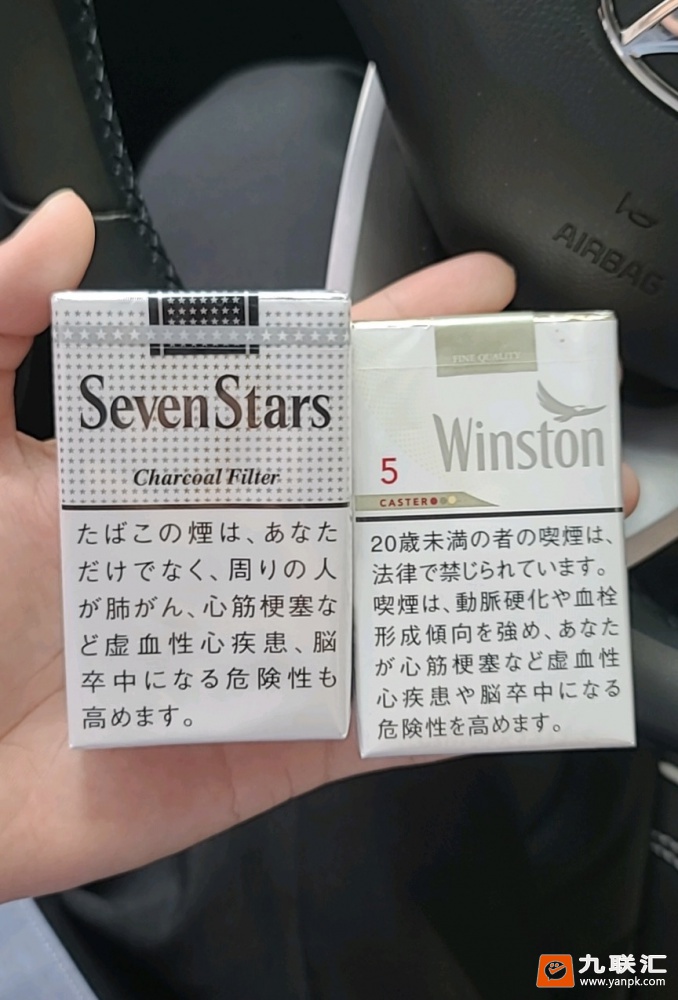 AIRBAG
SevenStars
Charcoal Filter
たばこの煙は、あなた
だけでなく、周りの人
が肺がん、心筋梗塞な
ど虚血性心疾患、脳
卒中になる危険性も
高めます。
FINE QUALITY
Winston
5
CASTER
20歳未満の者の喫煙は、
法律で禁じられています。
喫煙は、動脈硬化や血栓
形成傾向を強め、あなた
が心筋梗塞など虚血性
心疾患や脳卒中になる
危険性を高めます。
九联汇
www.yanpk.com